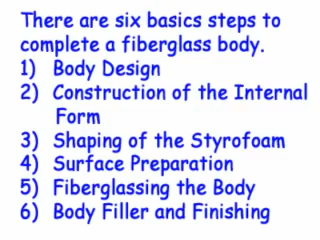 There are six basics steps to
complete a fiberglass body.
1) Body Design
2) Construction of the Internal
Form
3) Shaping of the Styrofoam
4) Surface Preparation
5) Fiberglassing the Body
6) Body Filler and Finishing